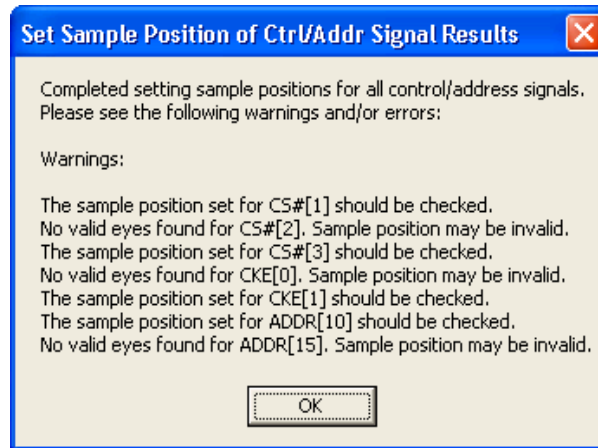 Set Sample Position of Ctrl/Addr Signal Results
Completed setting sample positions for all control/address signals.
Please see the following warnings and/or errors:
Warnings:
The sample position set for CS#[1] should be checked.
No valid eyes found for CS#[2]. Sample position may be invalid.
The sample position set for CS#[3] should be checked.
No valid eyes found for CKE[0]. Sample position may be invalid.
The sample position set for CKE[1] should be checked.
The sample position set for ADDR[10] should be checked.
No valid eyes found for ADDR[15]. Sample position may be invalid.
OK